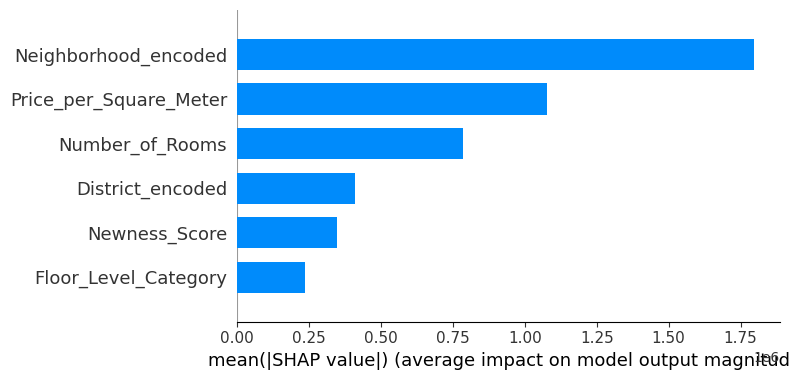 Neighborhood_encoded
Price_per_Square_Meter
Number_of_Rooms
District_encoded
Newness_Score
Floor_Level_Category
0.00 0.25 0.50 0.75 1.00 1.25 1.50 1.75
1e6
mean(|SHAP value|) (average impact on model output magnitud